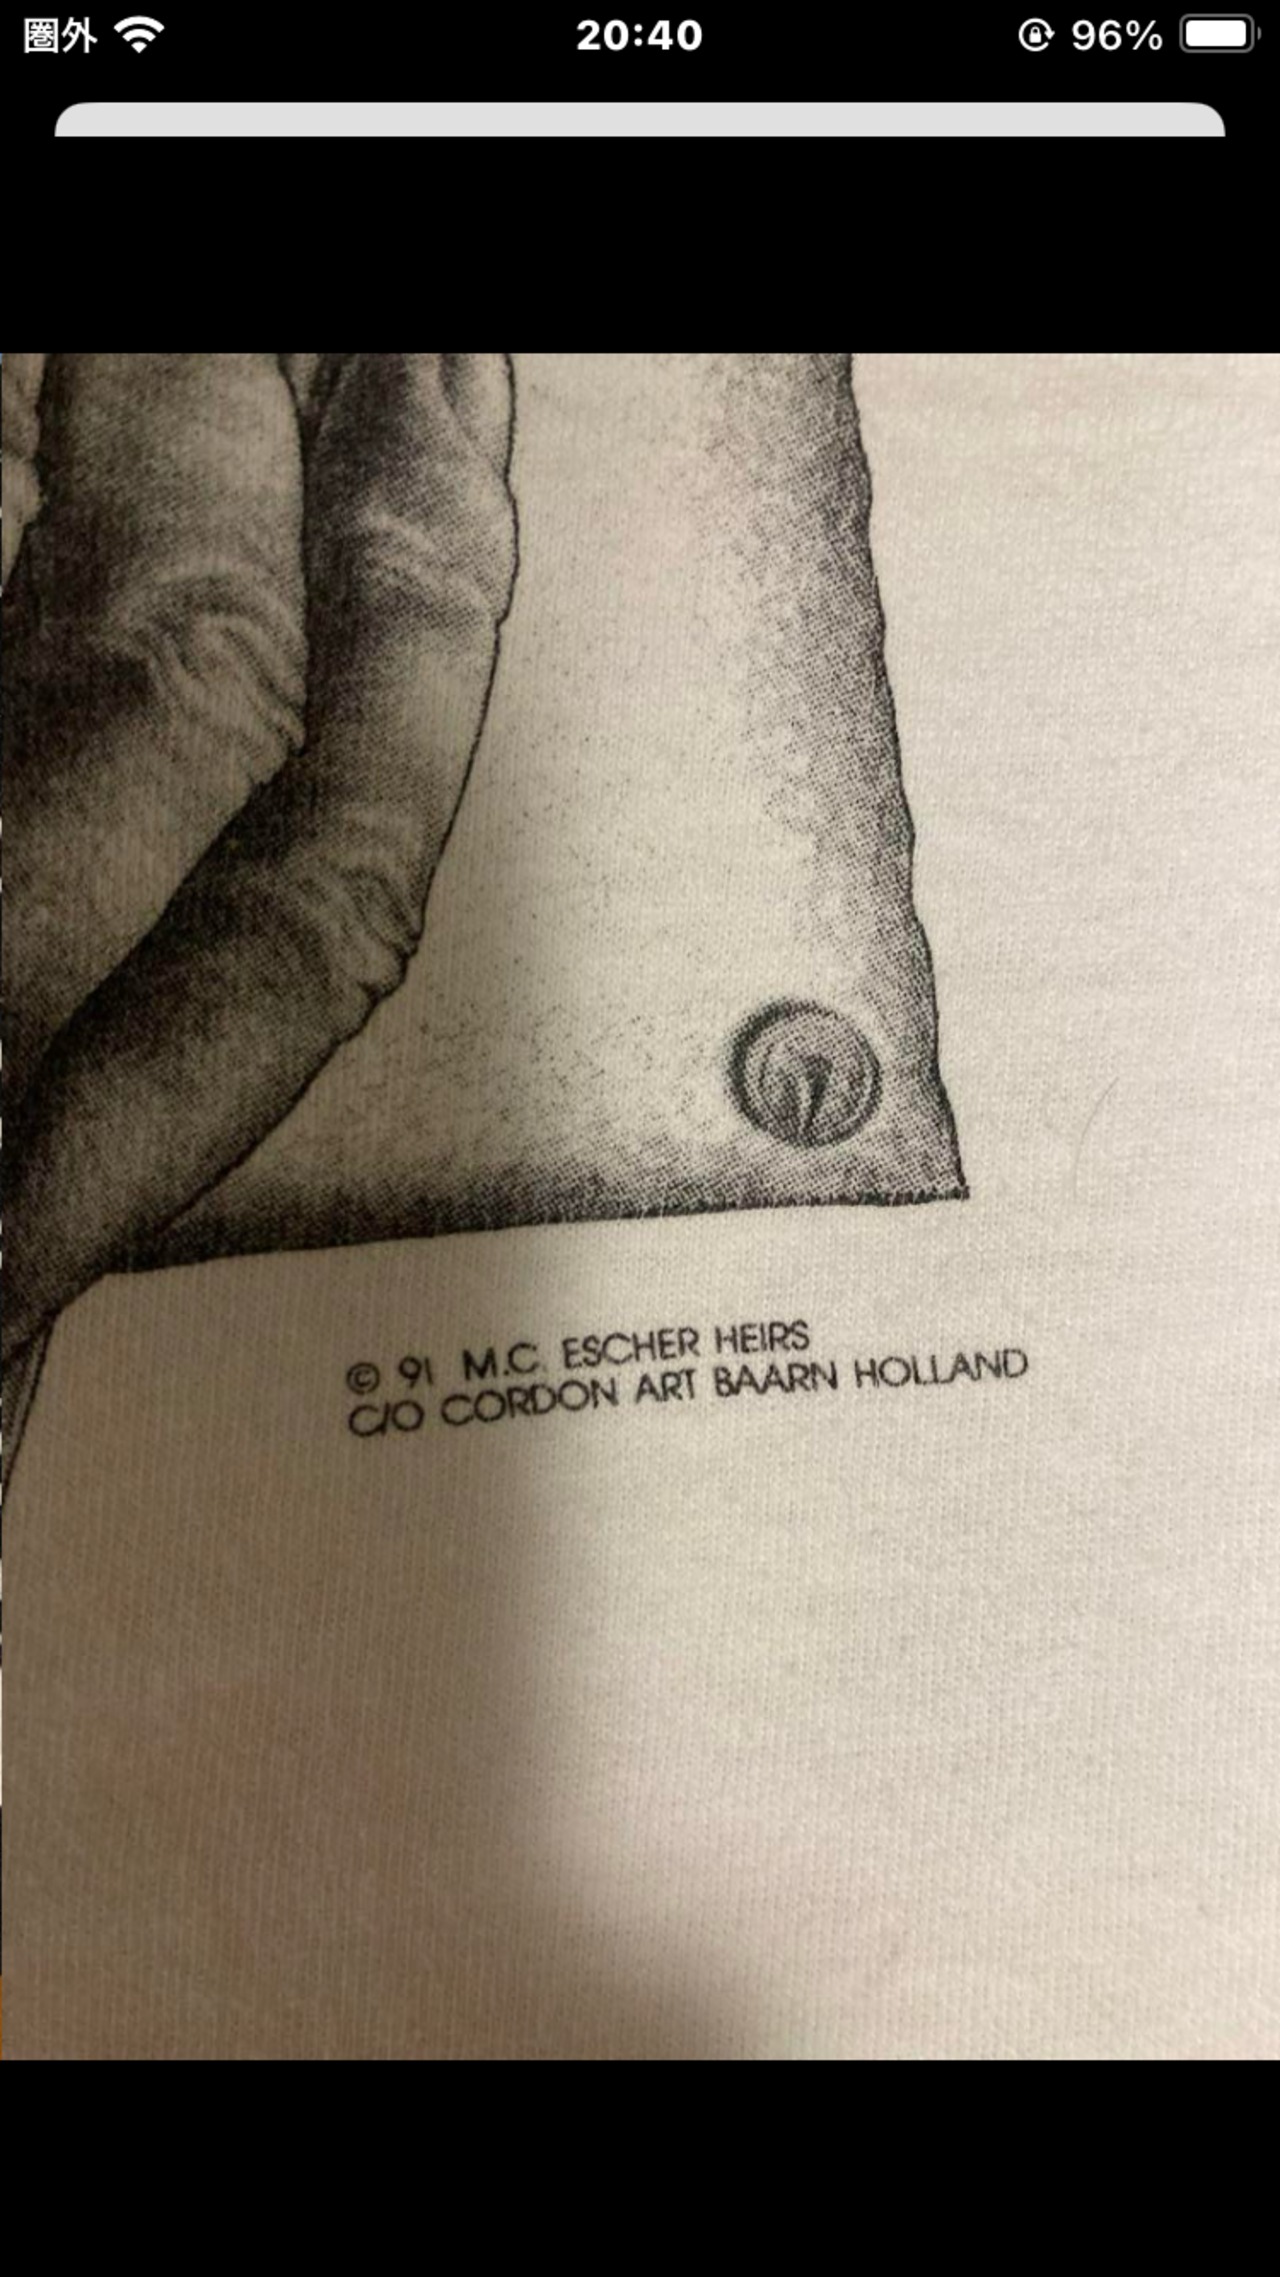 圏外 20:40 96%
© 91 M.C. ESCHER HEIRS
C/O CORDON ART BAARN HOLLAND